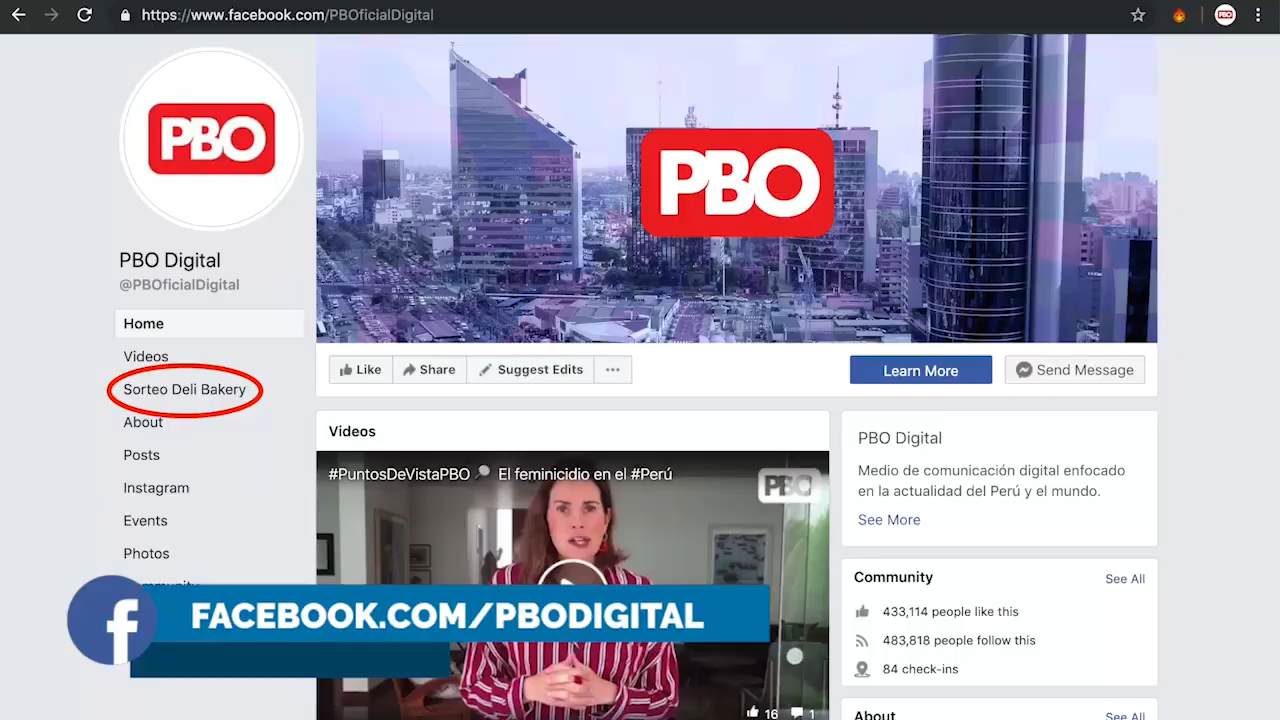 https://www.facebook.com/PBOficialDigital
PBO
PBO
PBO
PBO Digital
@PBOficialDigital
Home
Videos
Sorteo Deli Bakery
About
Posts
Instagram
Events
Photos
Community
Like
Share
Suggest Edits
Learn More
Send Message
Videos
#PuntosDeVistaPBO El feminicidio en el #Perú
PBO
16
1
PBO Digital
Medio de comunicación digital enfocado
en la actualidad del Perú y el mundo.
See More
Community
See All
433,114 people like this
483,818 people follow this
84 check-ins
About
See All
f
FACEBOOK.COM/PBODIGITAL